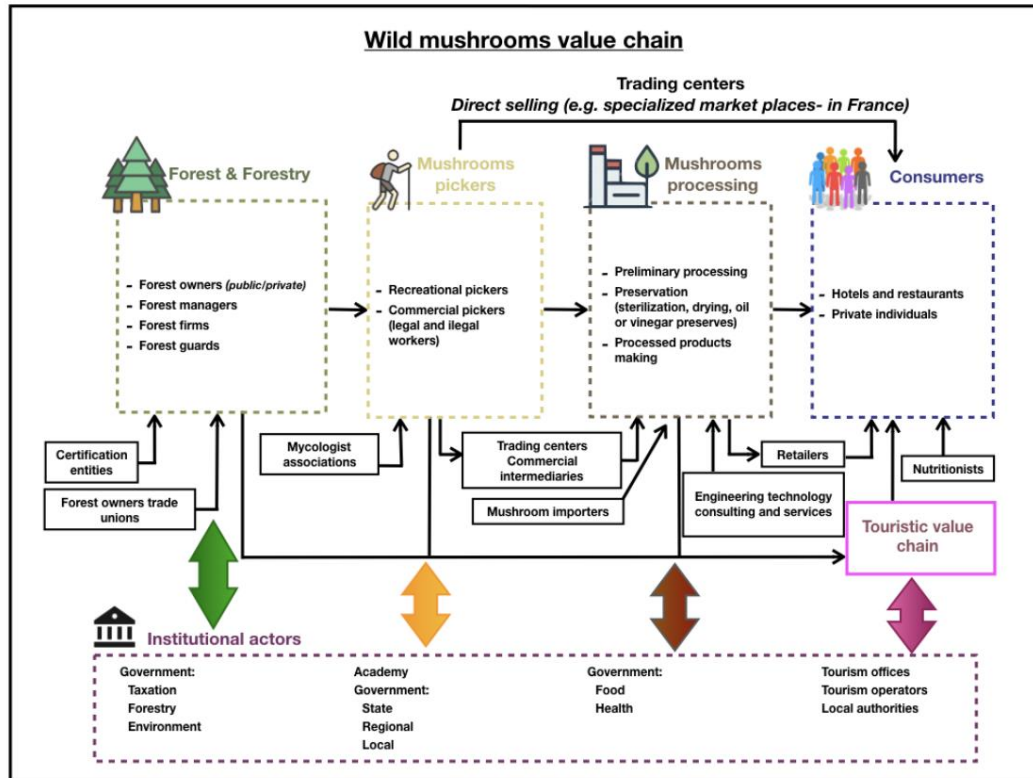 Wild mushrooms value chain
Trading centers
Direct selling (e.g. specialized market places- in France)
Forest & Forestry
Mushrooms
pickers
Mushrooms
processing
Consumers
- Forest owners (public/private)
- Forest managers
- Forest firms
- Forest guards
- Recreational pickers
- Commercial pickers
(legal and ilegal
workers)
- Preliminary processing
- Preservation
(sterilization, drying, oil
or vinegar preserves)
- Processed products
making
- Hotels and restaurants
- Private individuals
Certification
entities
Forest owners trade
unions
Mycologist
associations
Trading centers
Commercial
intermediaries
Mushroom importers
Engineering technology
consulting and services
Retailers
Nutritionists
Touristic value
chain
Institutional actors
Government:
Taxation
Forestry
Environment
Academy
Government:
State
Regional
Local
Government:
Food
Health
Tourism offices
Tourism operators
Local authorities